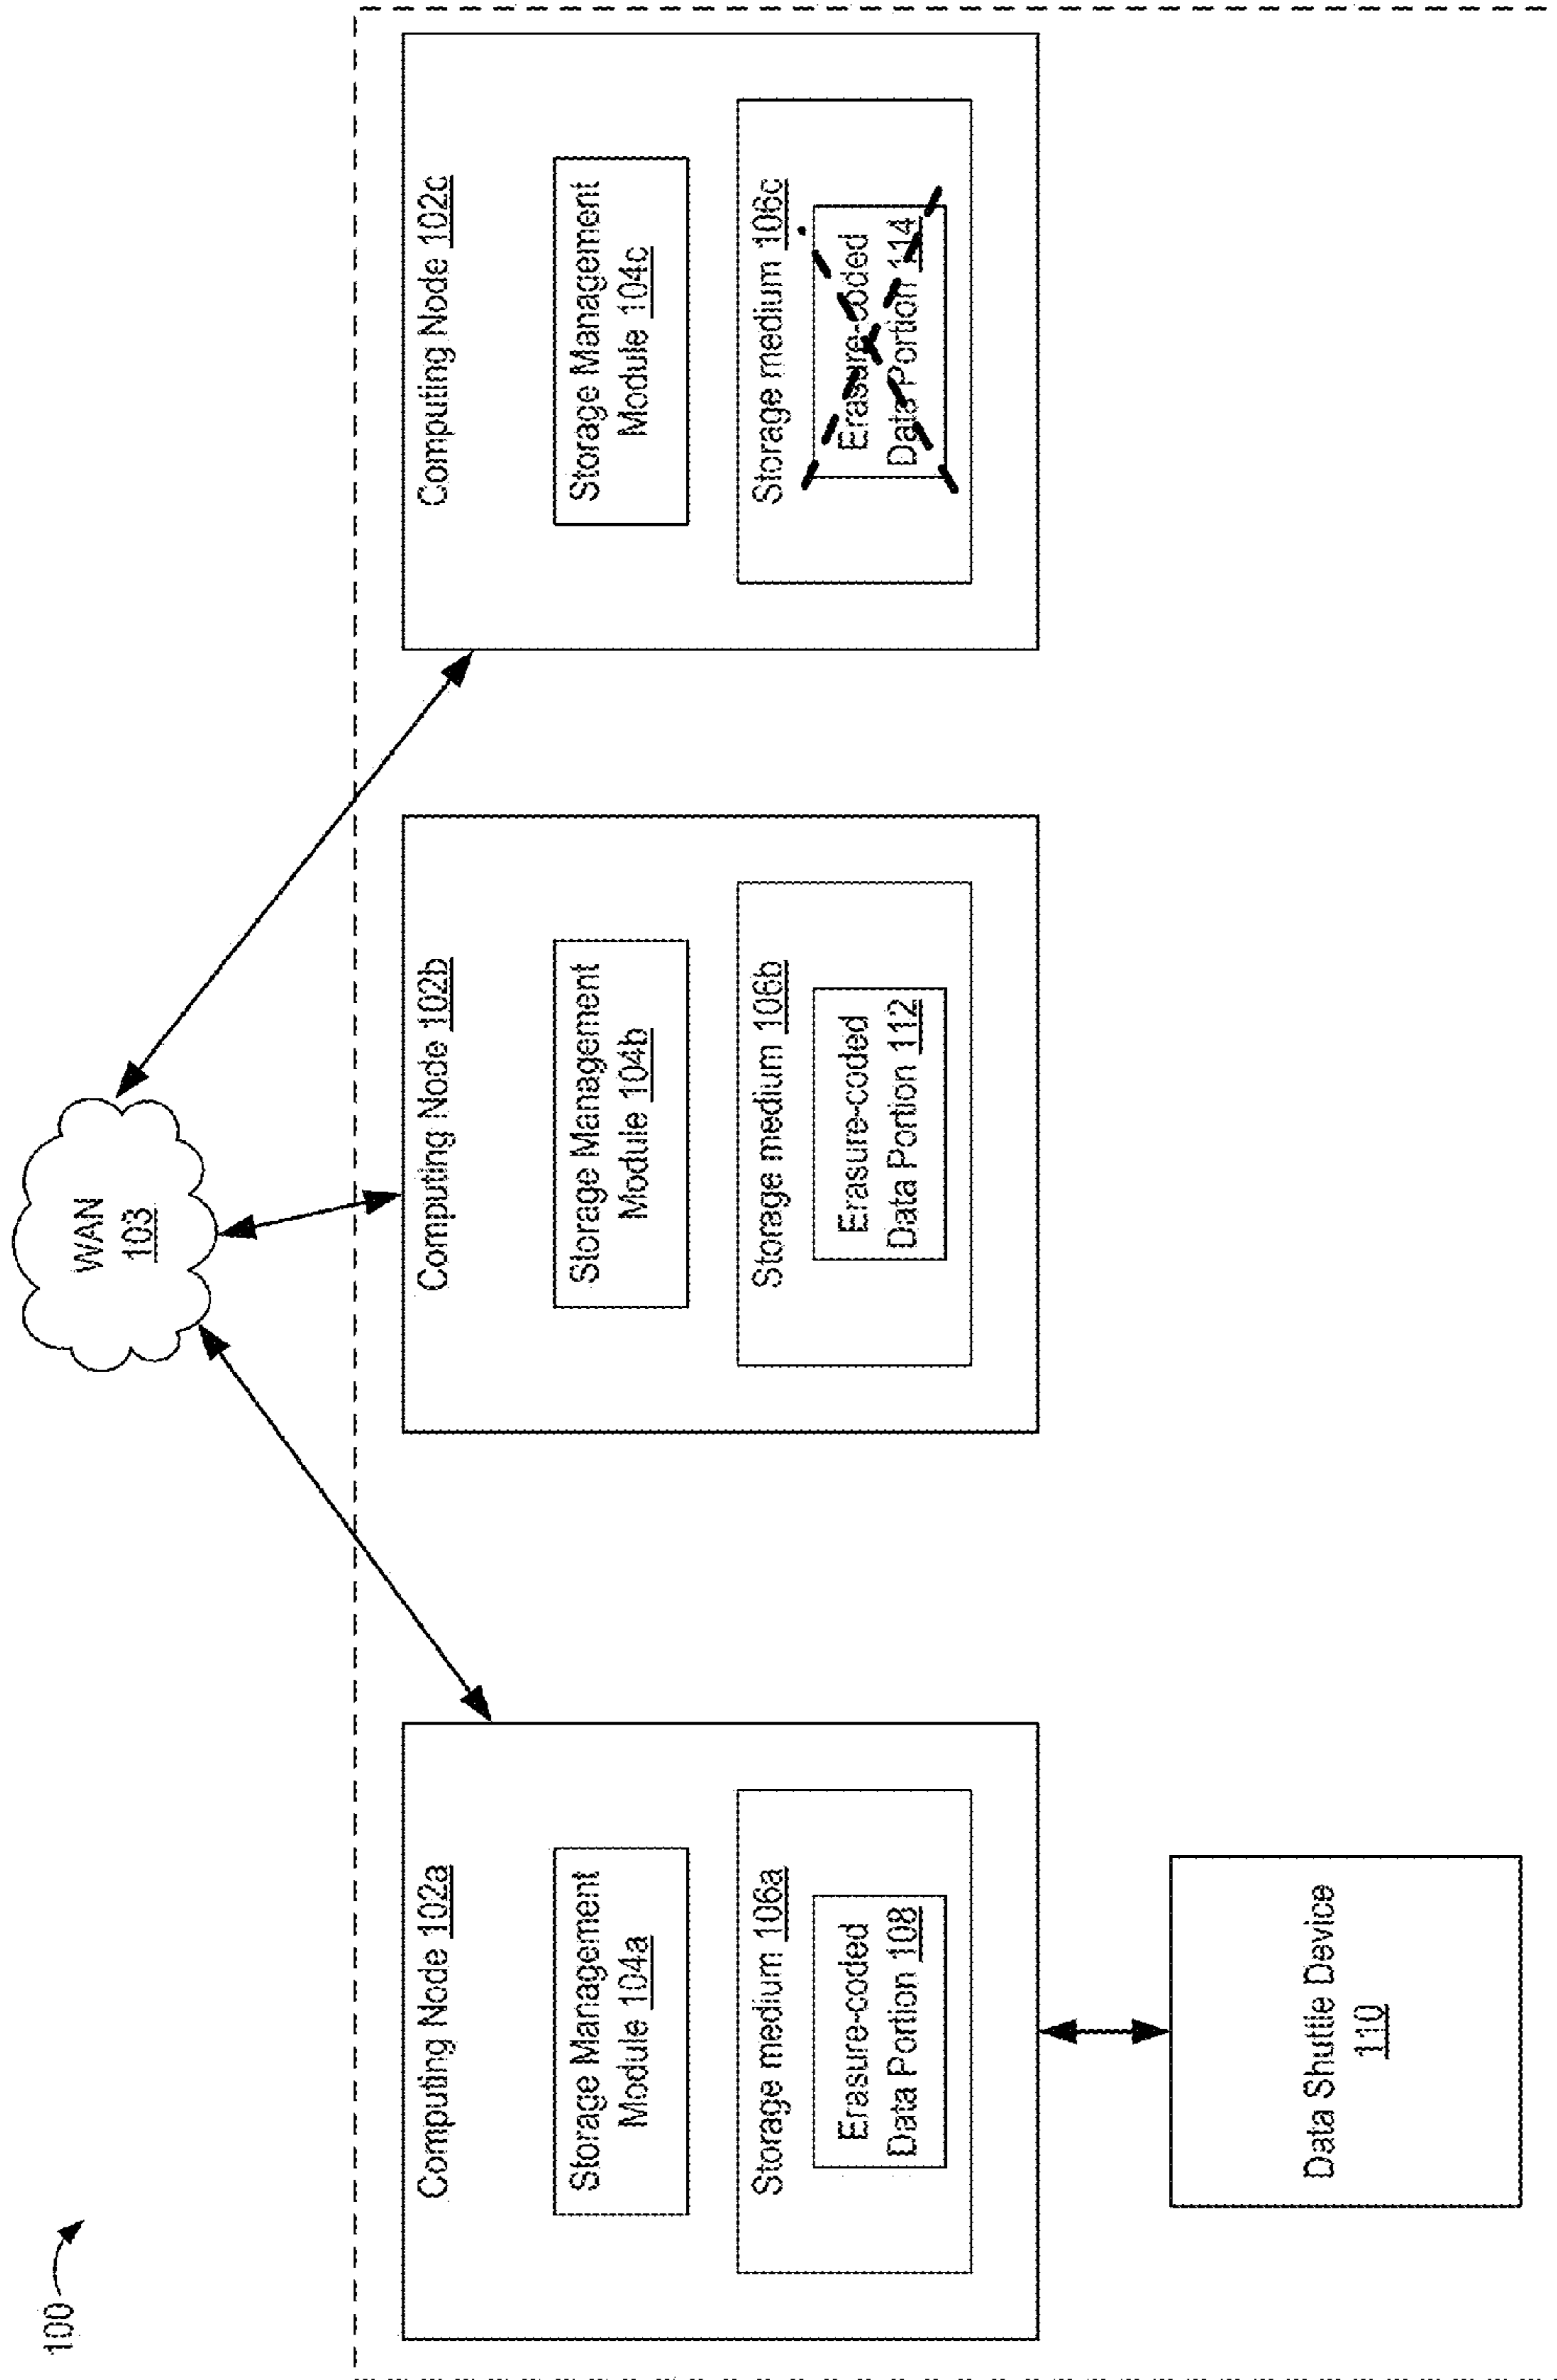 100
WAN
103
Computing Node 102a
Storage Management
Module 104a
Storage medium 106a
Erasure-coded
Data Portion 108
Computing Node 102b
Storage Management
Module 104b
Storage medium 106b
Erasure-coded
Data Portion 112
Computing Node 102c
Storage Management
Module 104c
Storage medium 106c
Erasure-coded
Data Portion 114
Data Shuttle Device
110